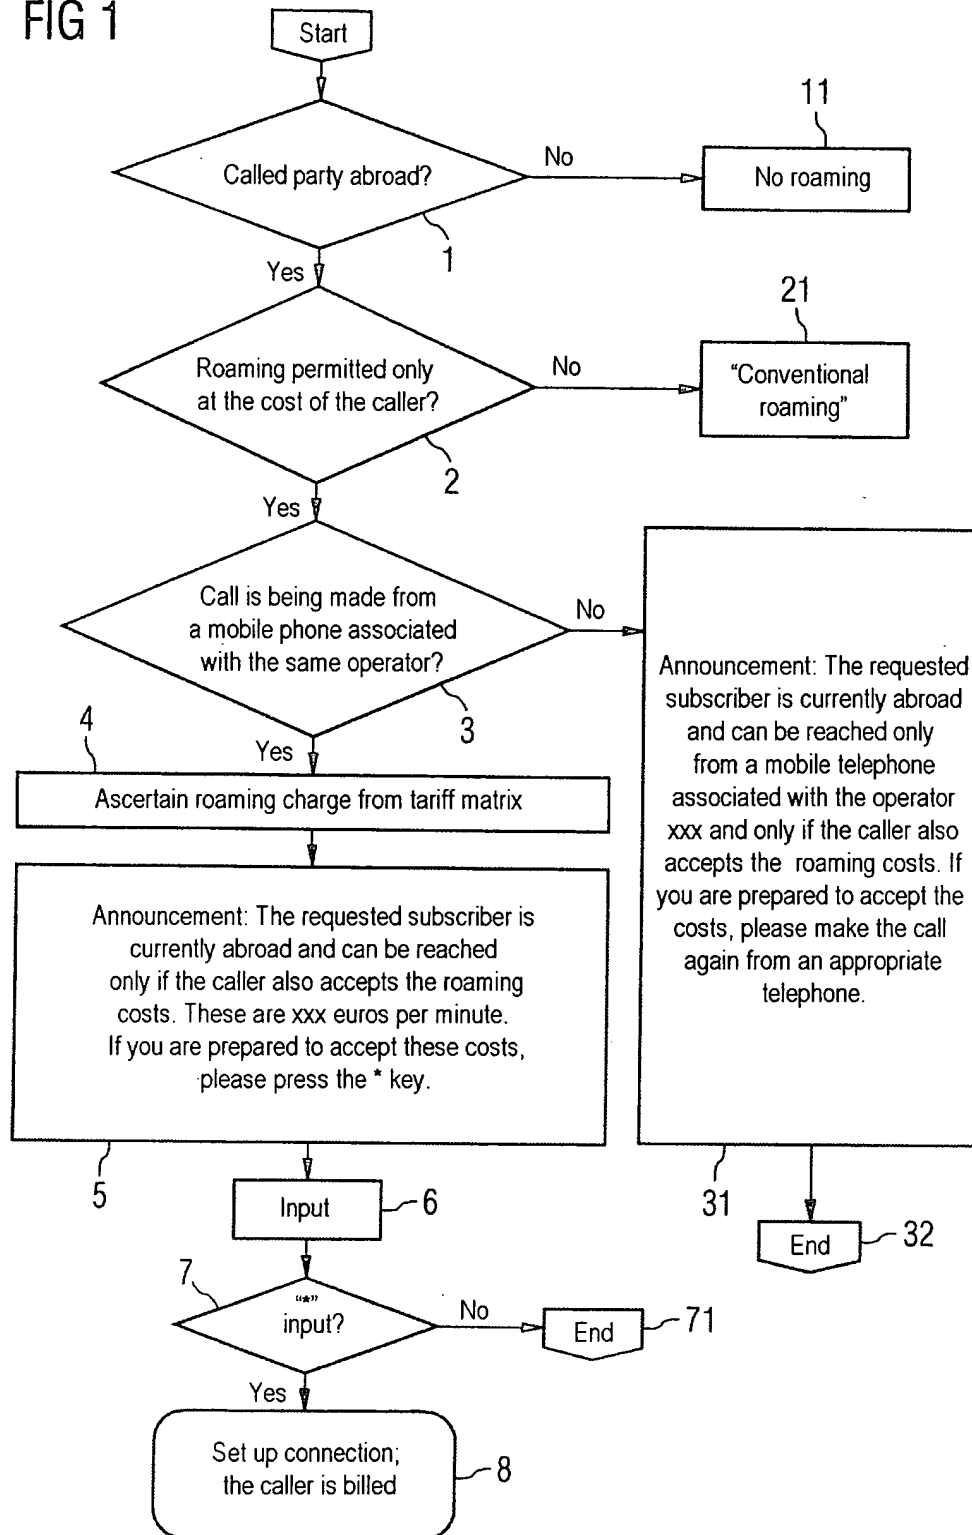 FIG 1
Start
Called party abroad?
No
11
No roaming
1
Yes
Roaming permitted only
at the cost of the caller?
No
21
“Conventional
roaming”
2
Yes
Call is being made from
a mobile phone associated
with the same operator?
No
3
Yes
4
Ascertain roaming charge from tariff matrix
Announcement: The requested subscriber is
currently abroad and can be reached
only if the caller also accepts the roaming
costs. These are xxx euros per minute.
If you are prepared to accept these costs,
please press the * key.
5
Announcement: The requested
subscriber is currently abroad
and can be reached only
from a mobile telephone
associated with the operator
xxx and only if the caller also
accepts the roaming costs. If
you are prepared to accept the
costs, please make the call
again from an appropriate
telephone.
31
End
32
Input
6
7
“*”
input?
No
End
71
Yes
Set up connection;
the caller is billed
8